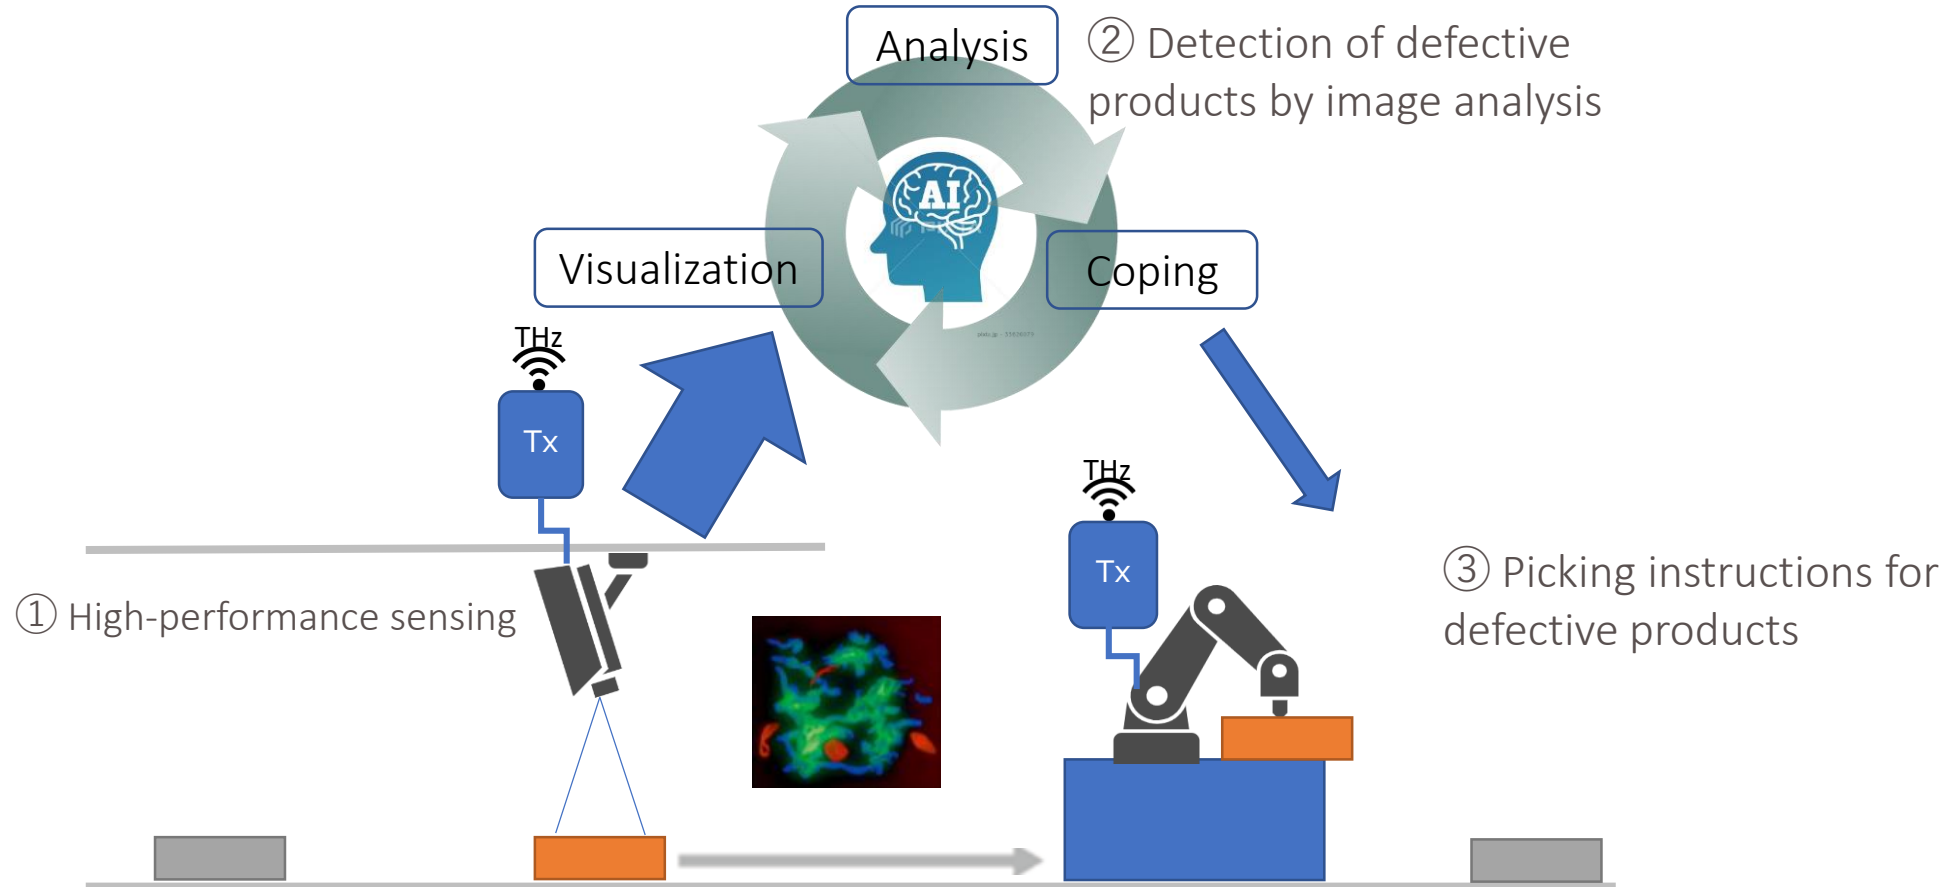 Analysis
② Detection of defective
products by image analysis
AI
Visualization
Coping
THz
Tx
THz
Tx
① High-performance sensing
③ Picking instructions for
defective products